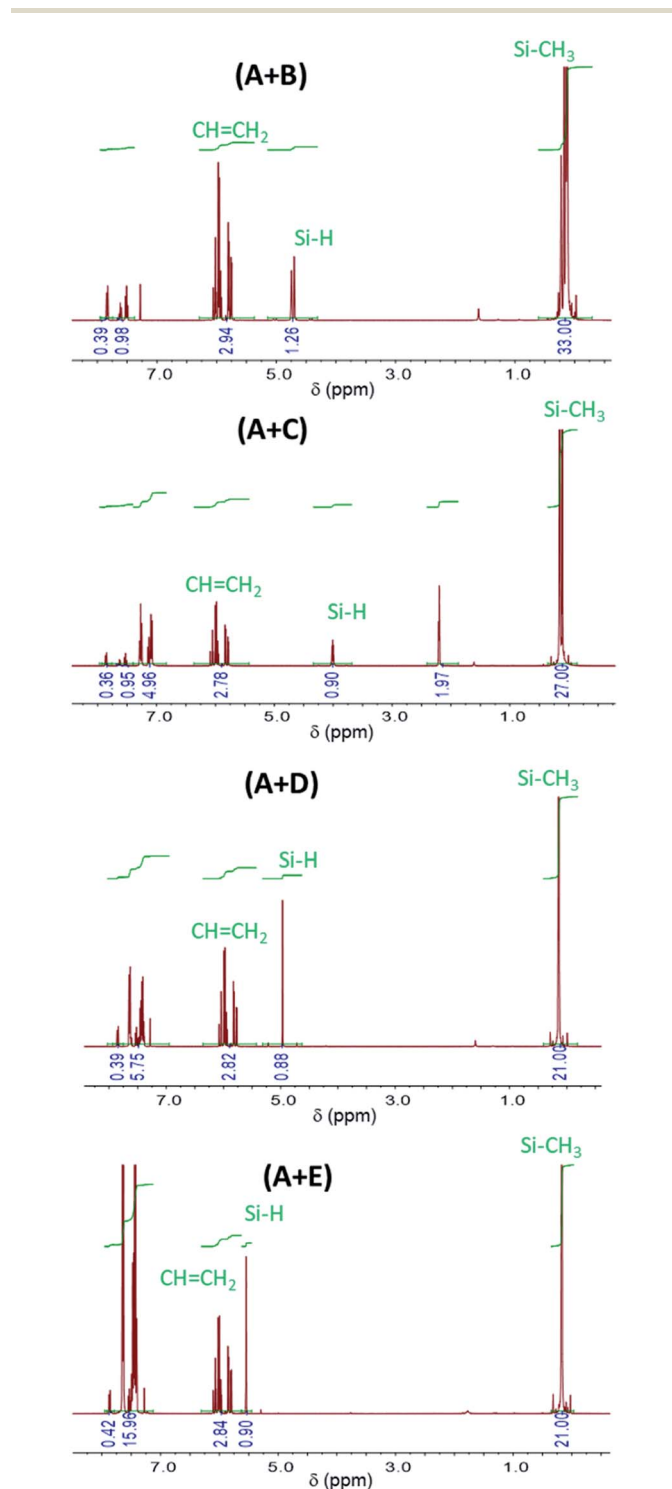 (A+B)
Si-CH3
CH=CH2
Si-H
0.39 0.98 2.94 1.26 33.00
7.0 5.0 3.0 1.0
δ (ppm)
(A+C)
Si-CH3
CH=CH2
Si-H
0.36 0.95 4.96 2.78 0.90 1.97 27.00
7.0 5.0 3.0 1.0
δ (ppm)
(A+D)
Si-CH3
Si-H
CH=CH2
0.39 5.75 2.82 0.88 21.00
7.0 5.0 3.0 1.0
δ (ppm)
(A+E)
Si-CH3
Si-H
CH=CH2
0.42 15.96 2.84 0.90 21.00
7.0 5.0 3.0 1.0
δ (ppm)